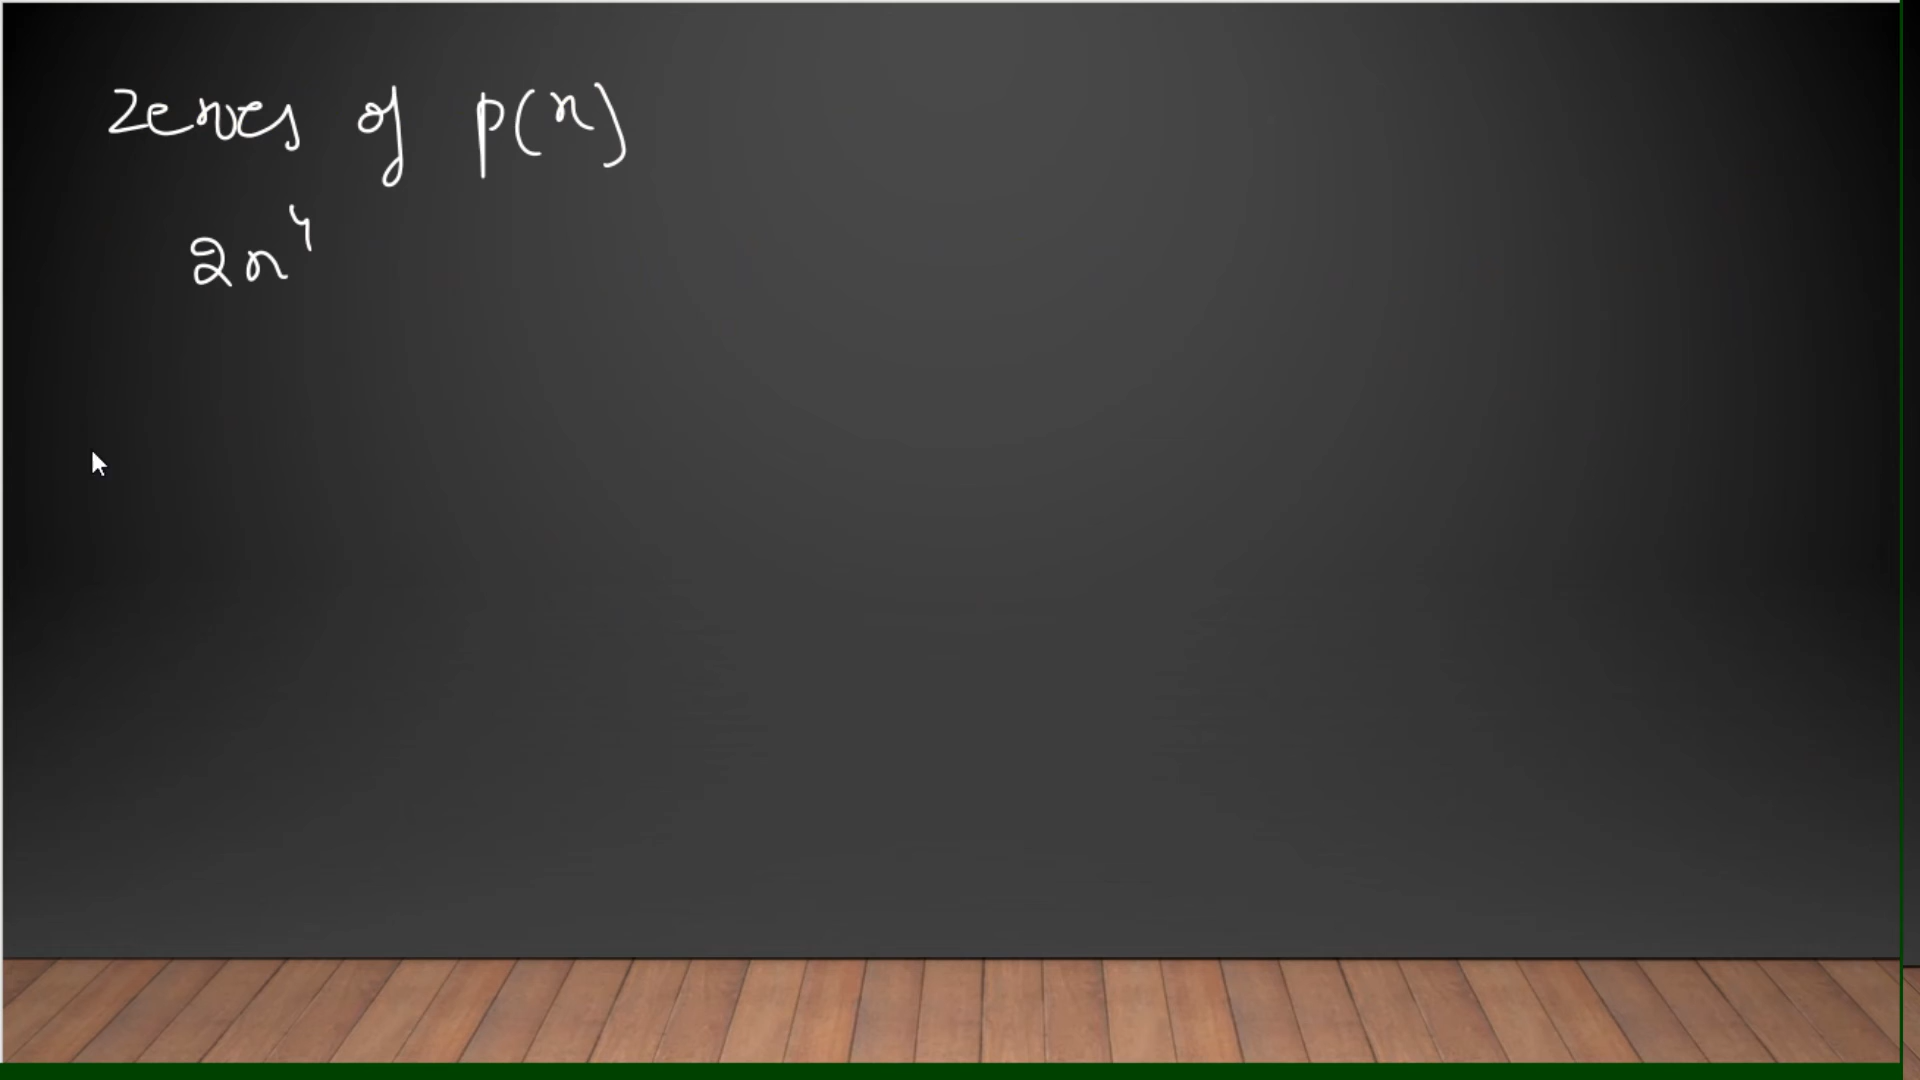 zeroes of p(x)
2x⁴